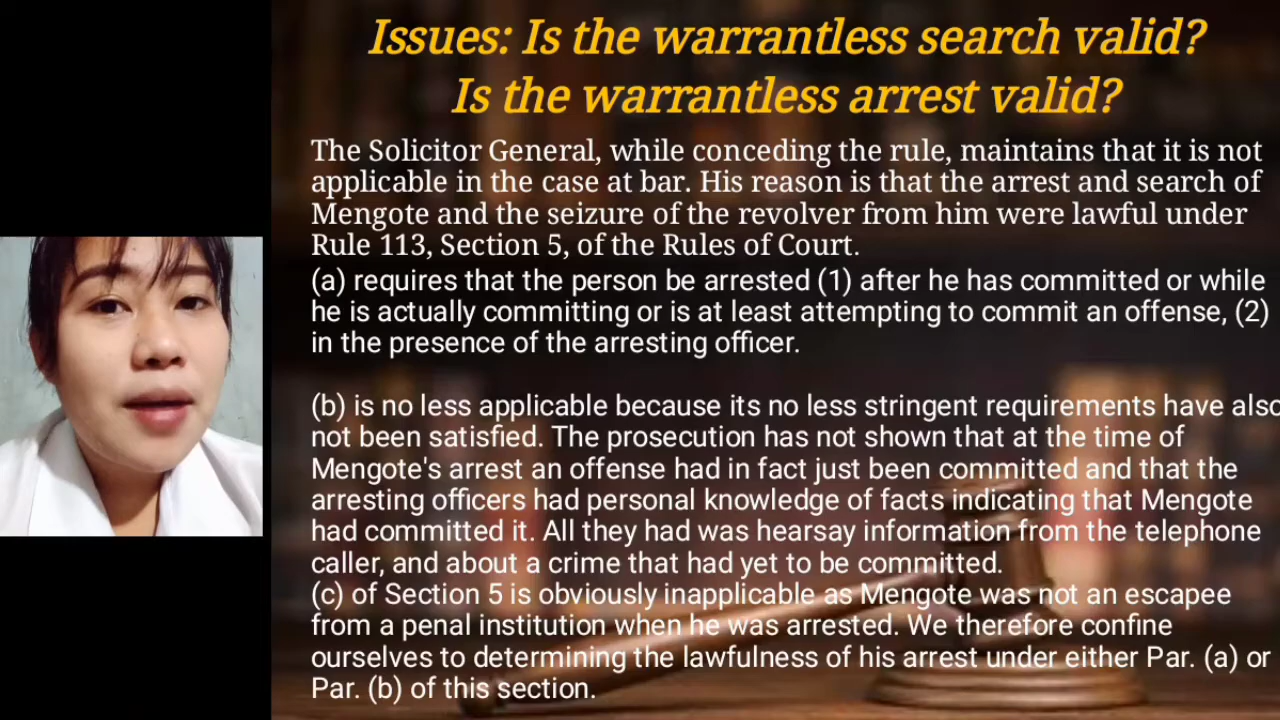 Issues: Is the warrantless search valid?
Is the warrantless arrest valid?
The Solicitor General, while conceding the rule, maintains that it is not
applicable in the case at bar. His reason is that the arrest and search of
Mengote and the seizure of the revolver from him were lawful under
Rule 113, Section 5, of the Rules of Court.
(a) requires that the person be arrested (1) after he has committed or while
he is actually committing or is at least attempting to commit an offense, (2)
in the presence of the arresting officer.
(b) is no less applicable because its no less stringent requirements have also
not been satisfied. The prosecution has not shown that at the time of
Mengote's arrest an offense had in fact just been committed and that the
arresting officers had personal knowledge of facts indicating that Mengote
had committed it. All they had was hearsay information from the telephone
caller, and about a crime that had yet to be committed.
(c) of Section 5 is obviously inapplicable as Mengote was not an escapee
from a penal institution when he was arrested. We therefore confine
ourselves to determining the lawfulness of his arrest under either Par. (a) or
Par. (b) of this section.